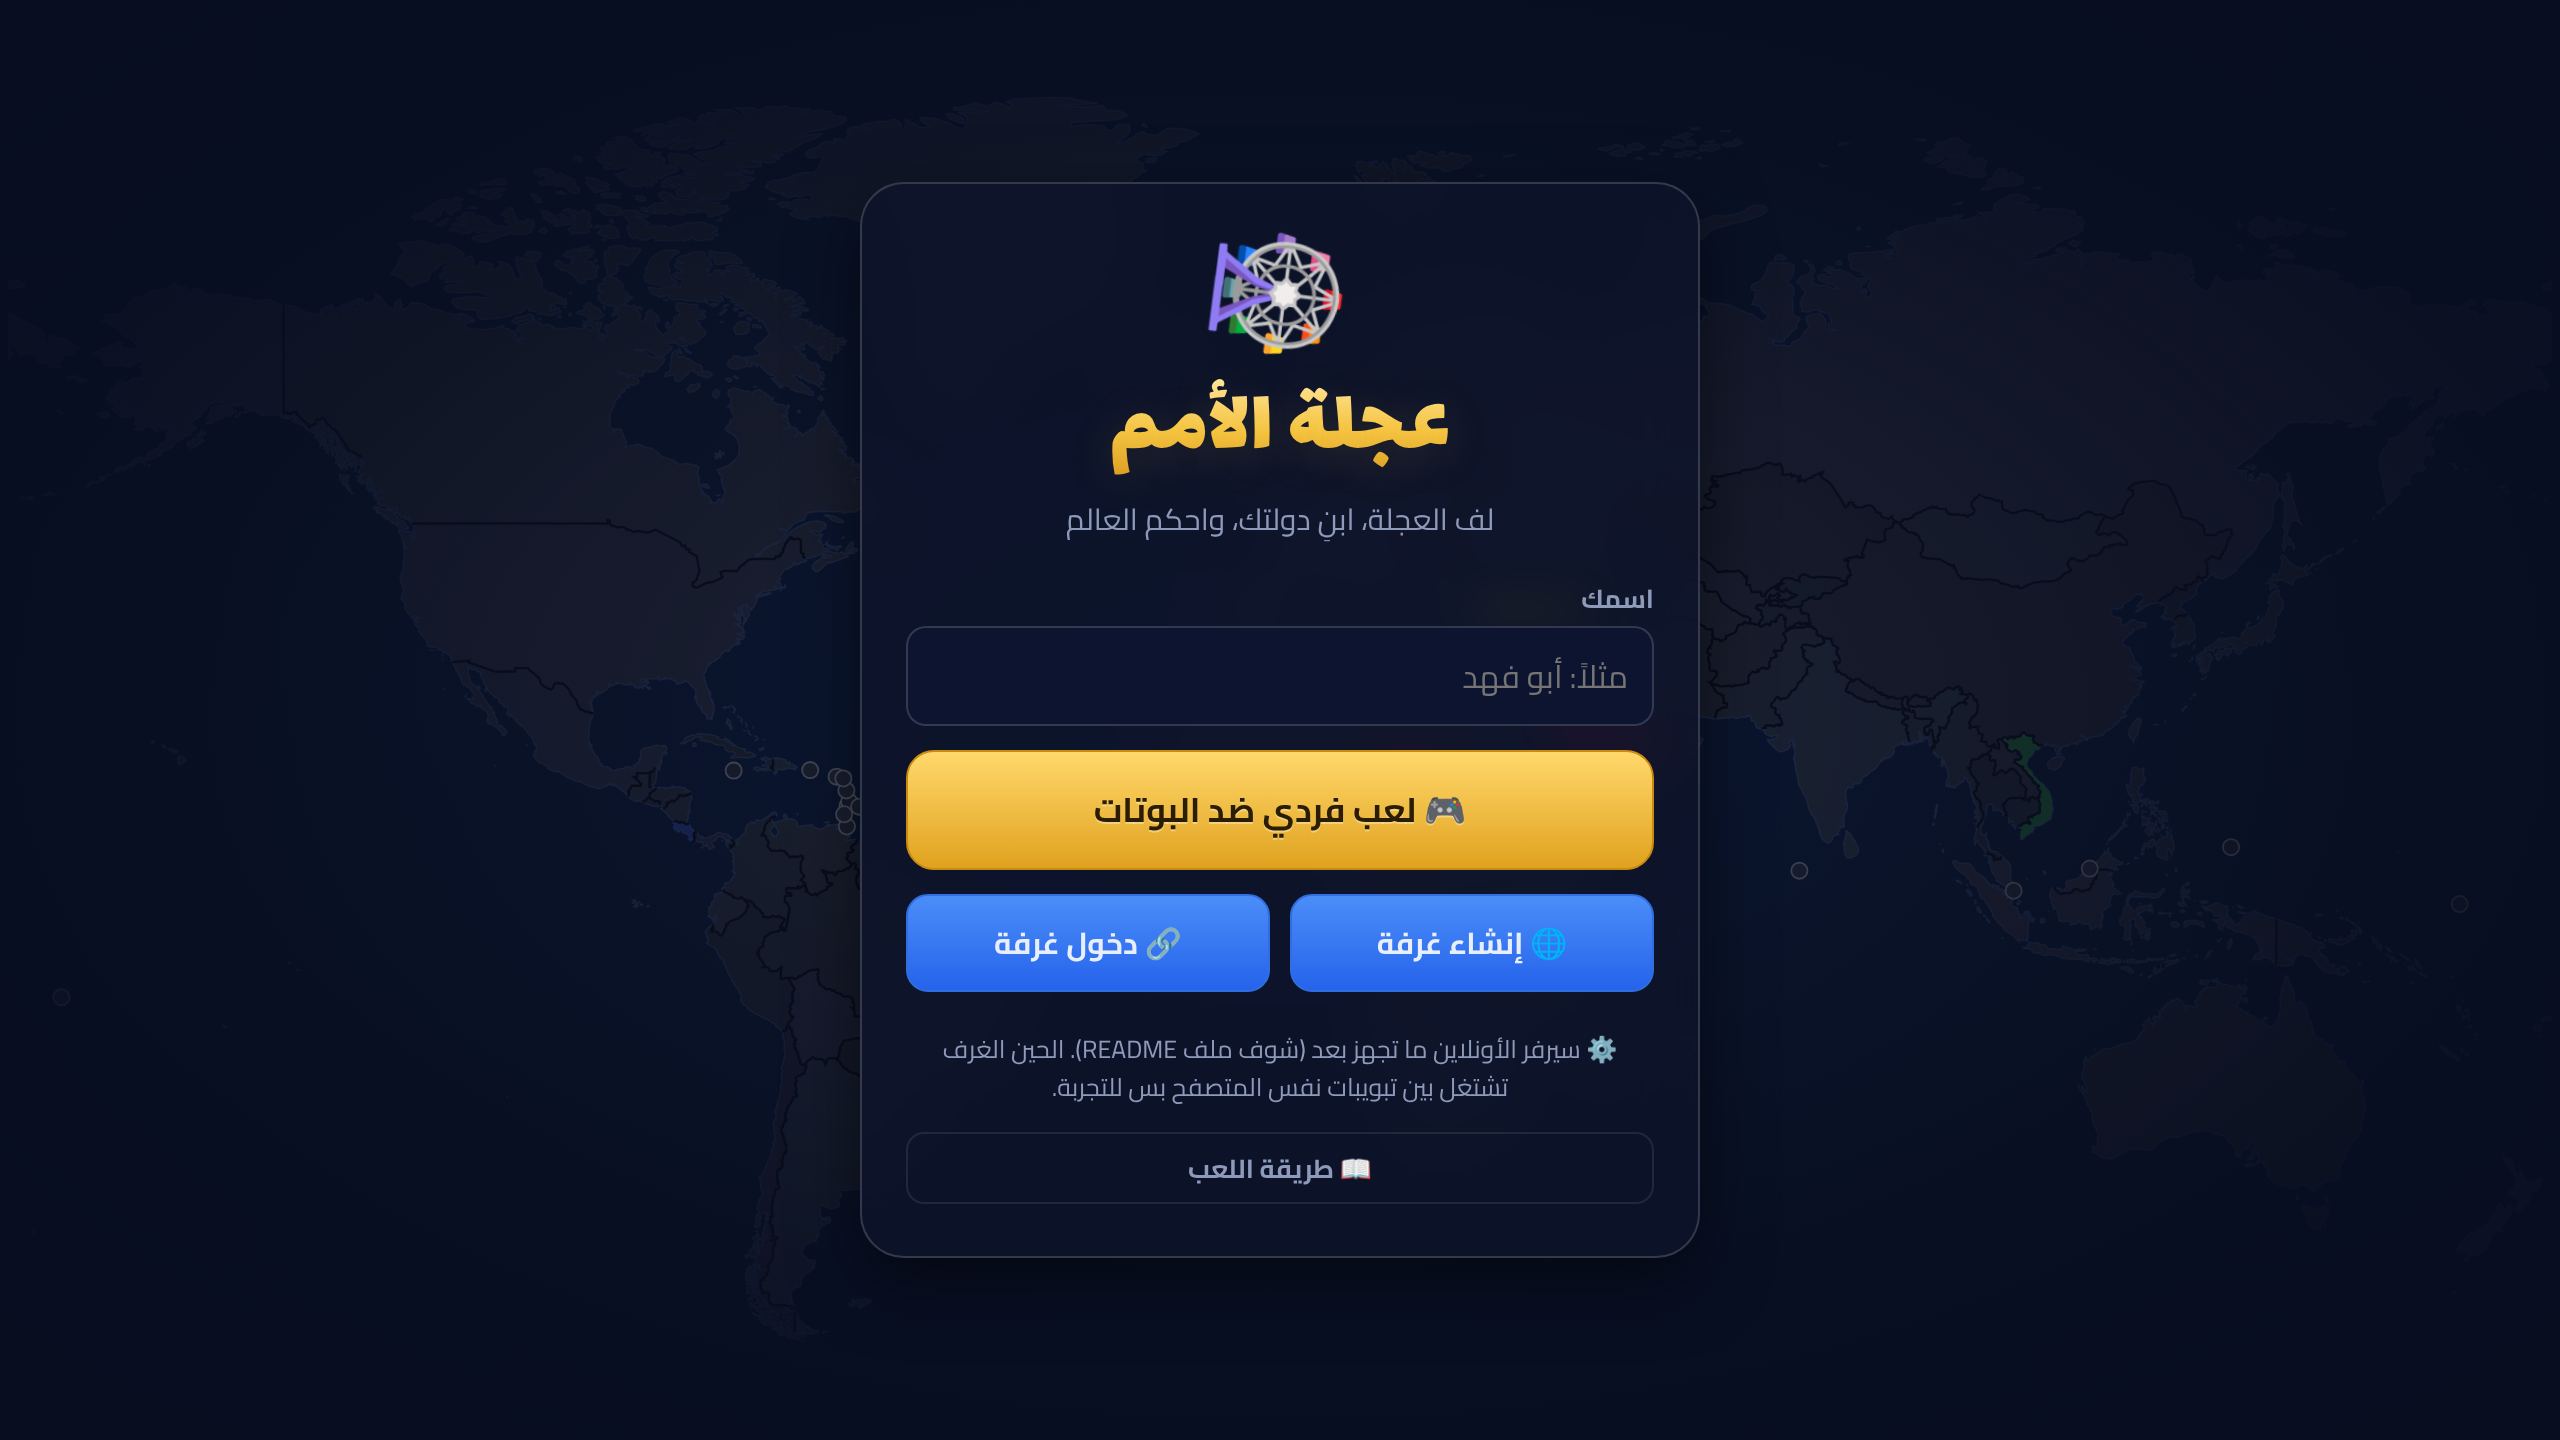 عجلة الأمم
لف العجلة، ابنِ دولتك، واحكم العالم
اسمك
مثلاً: أبو فهد
🎮 لعب فردي ضد البوتات
🌐 إنشاء غرفة
🔗 دخول غرفة
⚙️ سيرفر الأونلاين ما تجهز بعد (شوف ملف README). الحين الغرف
تشتغل بين تبويبات نفس المتصفح بس للتجربة.
📖 طريقة اللعب